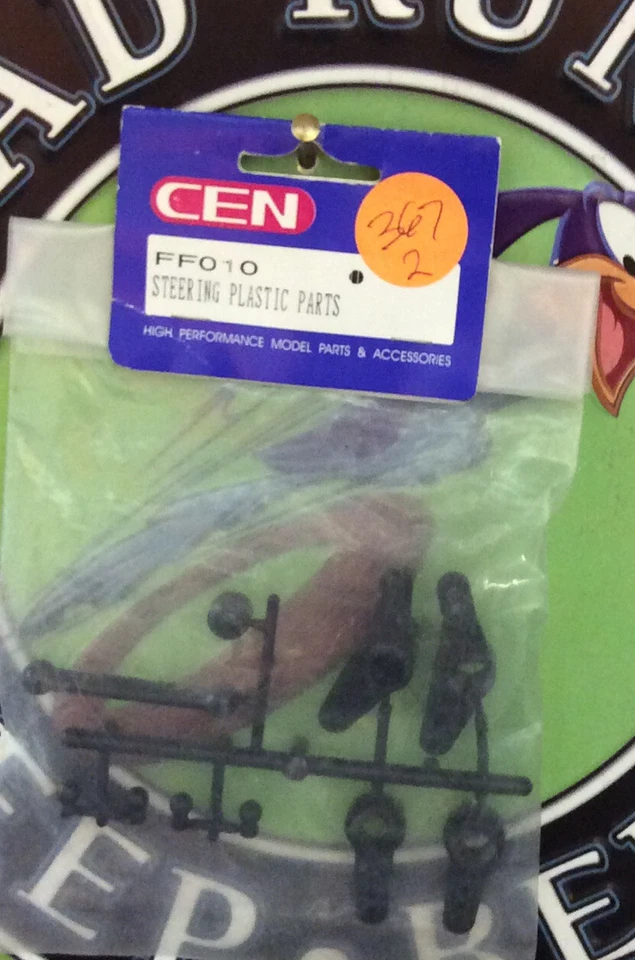 CEN
367
2
FF010
STEERING PLASTIC PARTS
HIGH PERFORMANCE MODEL PARTS & ACCESSORIES